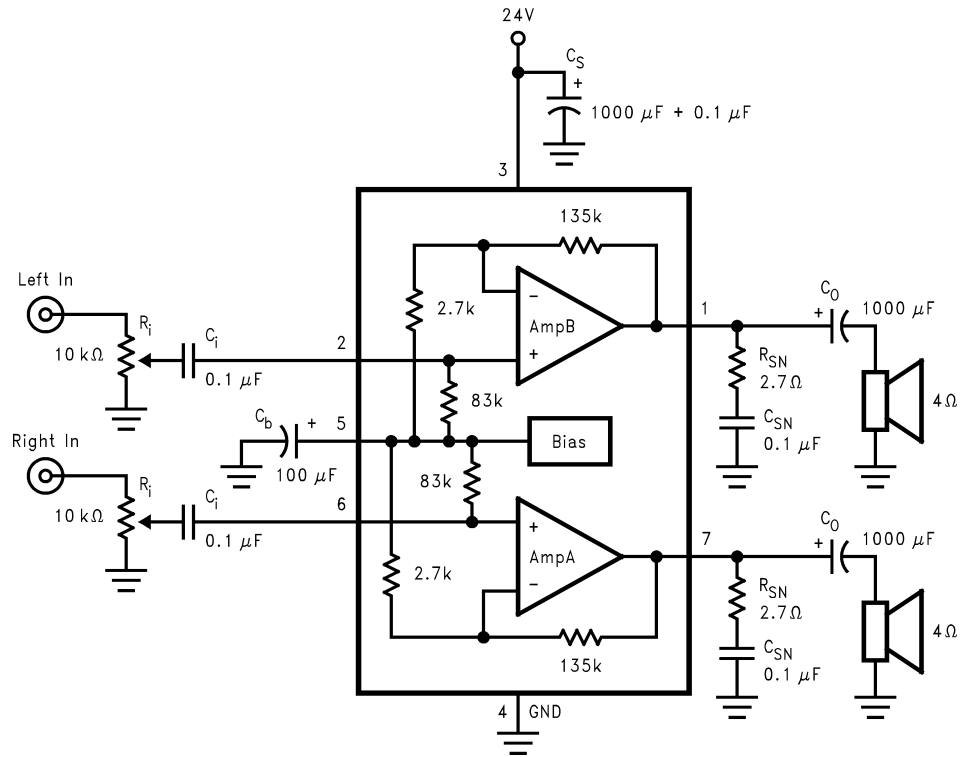 24V
C_S
+
1000 µF + 0.1 µF
3
135k
Left In
R_i
10 kΩ
C_i
0.1 µF
2
2.7k
−
AmpB
+
1
C_O
+
1000 µF
R_SN
2.7Ω
C_SN
0.1 µF
4Ω
83k
C_b
+
5
100 µF
Bias
Right In
R_i
10 kΩ
C_i
0.1 µF
6
83k
+
AmpA
−
2.7k
135k
7
C_O
+
1000 µF
R_SN
2.7Ω
C_SN
0.1 µF
4Ω
4
GND